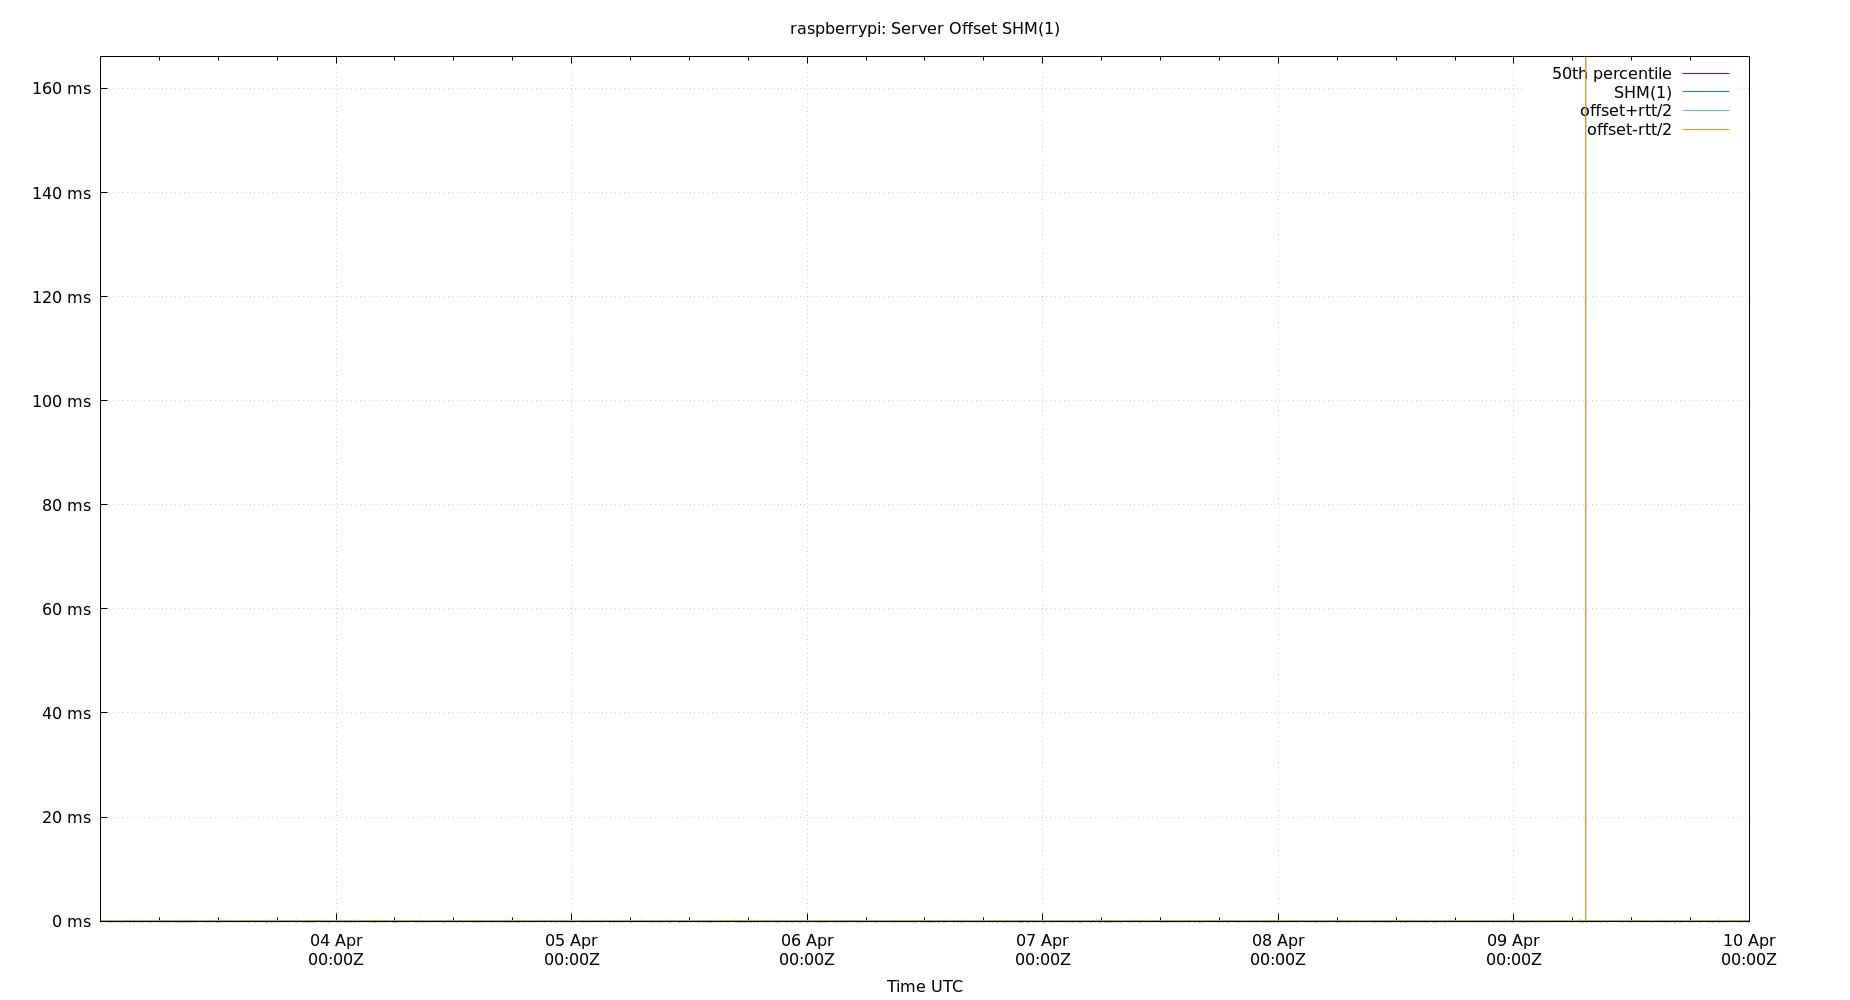 raspberrypi: Server Offset SHM(1)
50th percentile
SHM(1)
offset+rtt/2
offset-rtt/2
160 ms
140 ms
120 ms
100 ms
80 ms
60 ms
40 ms
20 ms
0 ms
04 Apr 05 Apr 06 Apr 07 Apr 08 Apr 09 Apr 10 Apr
00:00Z 00:00Z 00:00Z 00:00Z 00:00Z 00:00Z 00:00Z
Time UTC